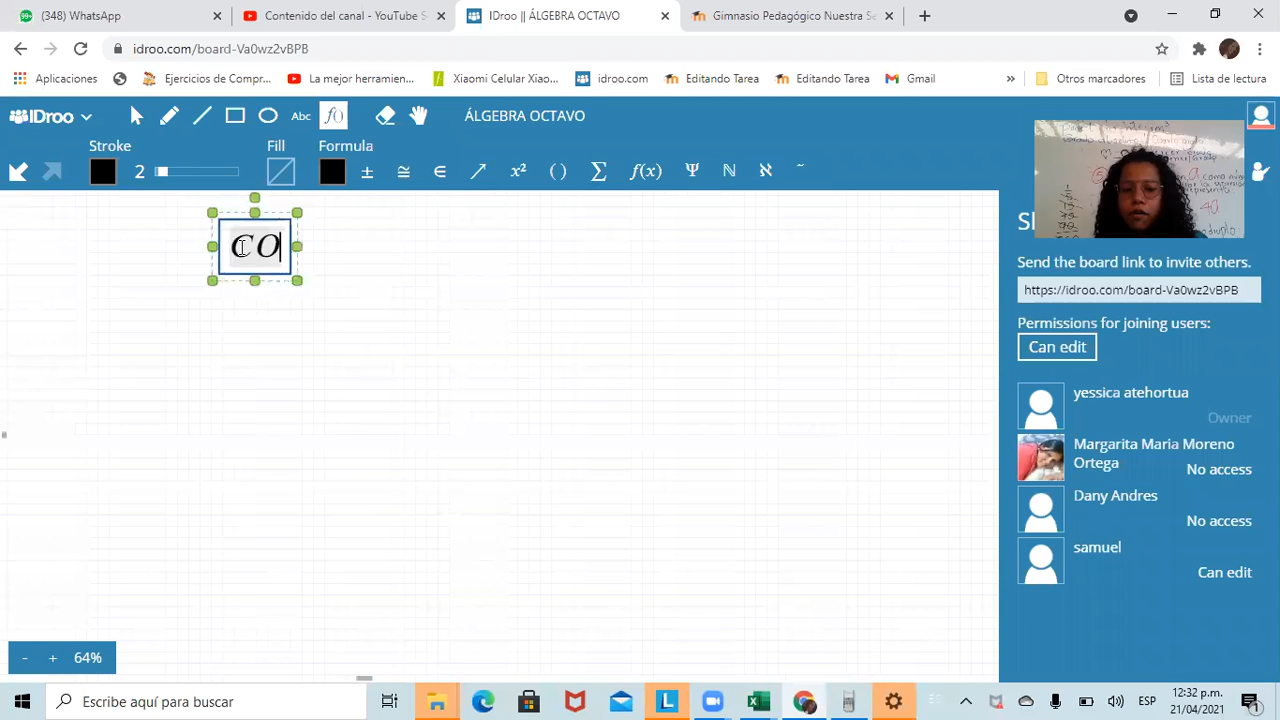 (348) WhatsApp
Contenido del canal - YouTube S
IDroo || ÁLGEBRA OCTAVO
Gimnasio Pedagógico Nuestra Se
idroo.com/board-Va0wz2vBPB
Aplicaciones
Ejercicios de Compr...
La mejor herramien...
Xiaomi Celular Xiao...
idroo.com
Editando Tarea
Editando Tarea
Gmail
»
Otros marcadores
Lista de lectura
IDroo
Abc
f()
ÁLGEBRA OCTAVO
Stroke
Fill
Formula
2
± ≅ ∈ x² ( ) ∑ f(x) Ψ ℕ ℵ
CO
Send the board link to invite others.
https://idroo.com/board-Va0wz2vBPB
Permissions for joining users:
Can edit
yessica atehortua
Owner
Margarita Maria Moreno
Ortega
No access
Dany Andres
No access
samuel
Can edit
- + 64%
Escribe aquí para buscar
ESP
12:32 p.m.
21/04/2021